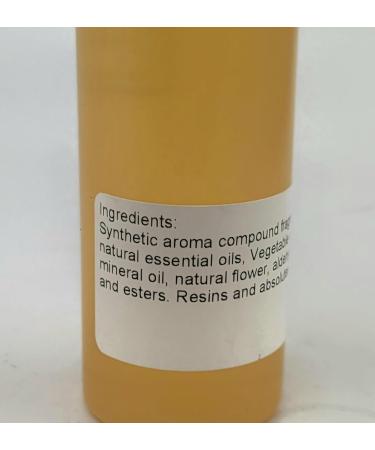 Ingredients:
Synthetic aroma compound
natural essential oils, Vegetable
mineral oil, natural flower,
and esters. Resins and